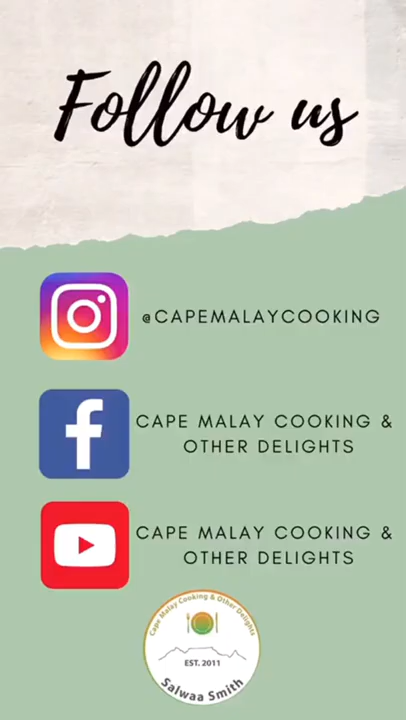 Follow us
@CAPEMALAYCOOKING
CAPE MALAY COOKING &
OTHER DELIGHTS
CAPE MALAY COOKING &
OTHER DELIGHTS
Cape Malay Cooking & Other Delights
EST. 2011
Salwaa Smith